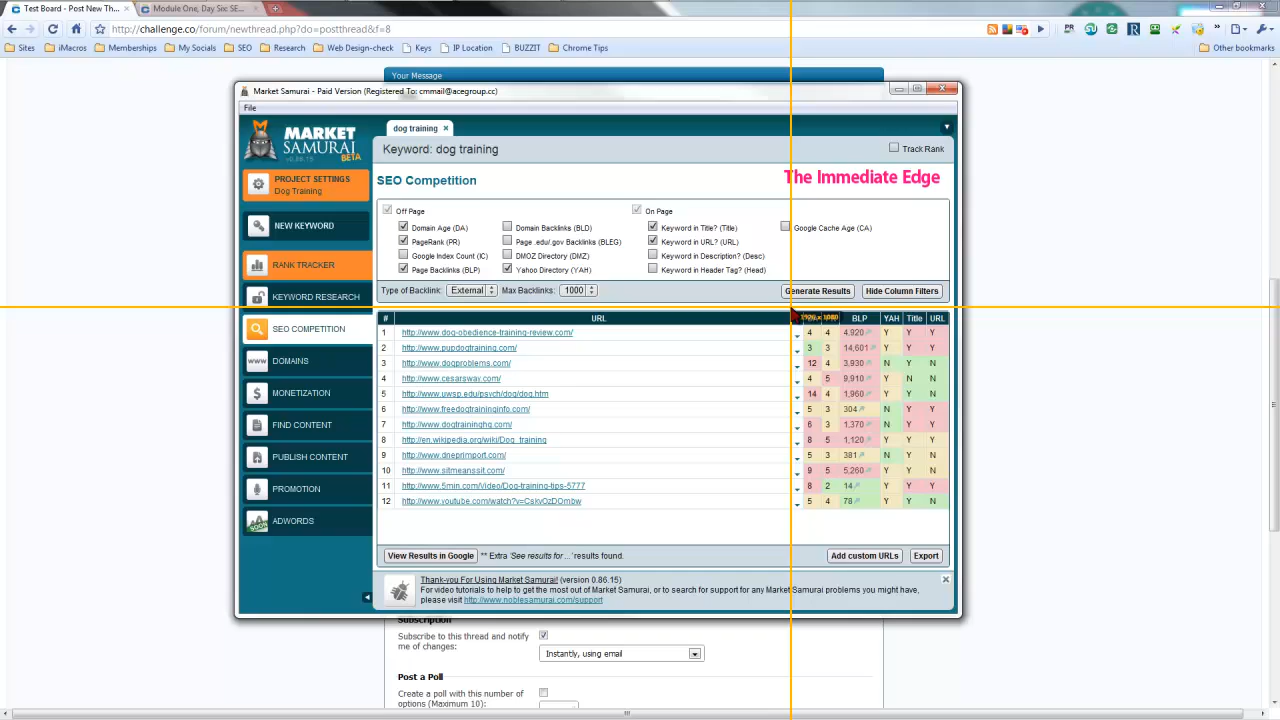 Test Board - Post New Th...
Module One, Day Six: SE...
http://challenge.co/forum/newthread.php?do=postthread&f=8
Sites iMacros Memberships My Socials SEO Research Web Design-check Keys IP Location BUZZIT Chrome Tips Other bookmarks
Your Message
Market Samurai - Paid Version (Registered To: cmmail@acegroup.cc)
File
MARKET
SAMURAI
v0.86.15 BETA
dog training
Keyword: dog training
Track Rank
PROJECT SETTINGS
Dog Training
NEW KEYWORD
RANK TRACKER
KEYWORD RESEARCH
SEO COMPETITION
DOMAINS
MONETIZATION
FIND CONTENT
PUBLISH CONTENT
PROMOTION
ADWORDS
SOON
SEO Competition
The Immediate Edge
Off Page On Page
Domain Age (DA) Domain Backlinks (BLD) Keyword in Title? (Title) Google Cache Age (CA)
PageRank (PR) Page .edu/.gov Backlinks (BLEG) Keyword in URL? (URL)
Google Index Count (IC) DMOZ Directory (DMZ) Keyword in Description? (Desc)
Page Backlinks (BLP) Yahoo Directory (YAH) Keyword in Header Tag? (Head)
Type of Backlink: External Max Backlinks: 1000 Generate Results Hide Column Filters
# URL BLP YAH Title URL
1920 x 1080
1 http://www.dog-obedience-training-review.com/ 4 4 4,920 Y Y Y
2 http://www.pupdogtraining.com/ 3 3 14,601 Y Y Y
3 http://www.dogproblems.com/ 12 4 3,930 N Y N
4 http://www.cesarsway.com/ 4 5 9,910 Y N N
5 http://www.uwsp.edu/psych/dog/dog.htm 14 4 1,960 Y Y N
6 http://www.freedogtraininginfo.com/ 5 3 304 N Y Y
7 http://www.dogtraininghq.com/ 6 3 1,370 N Y Y
8 http://en.wikipedia.org/wiki/Dog_training 8 5 1,120 Y Y Y
9 http://www.dneprimport.com/ 5 3 381 N Y N
10 http://www.sitmeanssit.com/ 9 5 5,260 Y Y N
11 http://www.5min.com/Video/Dog-training-tips-5777 8 2 14 Y Y Y
12 5 4 78 Y Y N
View Results in Google ** Extra 'See results for ...' results found. Add custom URLs Export
Thank-you For Using Market Samurai! (version 0.86.15)
For video tutorials to help to get the most out of Market Samurai, or to search for support for any Market Samurai problems you might have,
please visit http://www.noblesamurai.com/support
Subscription
Subscribe to this thread and notify
me of changes:
Instantly, using email
Post a Poll
Create a poll with this number of
options (Maximum 10):